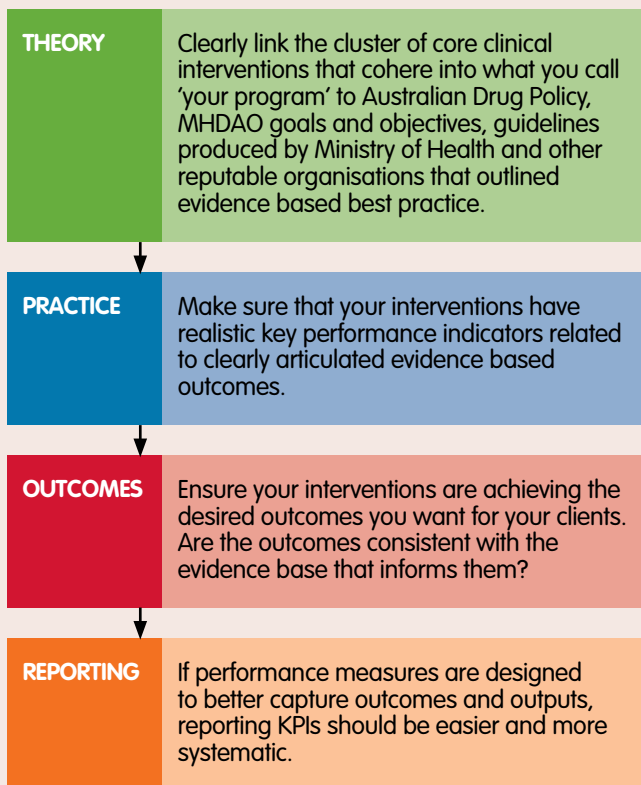 THEORY
Clearly link the cluster of core clinical
interventions that cohere into what you call
‘your program’ to Australian Drug Policy,
MHDAO goals and objectives, guidelines
produced by Ministry of Health and other
reputable organisations that outlined
evidence based best practice.
PRACTICE
Make sure that your interventions have
realistic key performance indicators related
to clearly articulated evidence based
outcomes.
OUTCOMES
Ensure your interventions are achieving the
desired outcomes you want for your clients.
Are the outcomes consistent with the
evidence base that informs them?
REPORTING
If performance measures are designed
to better capture outcomes and outputs,
reporting KPIs should be easier and more
systematic.